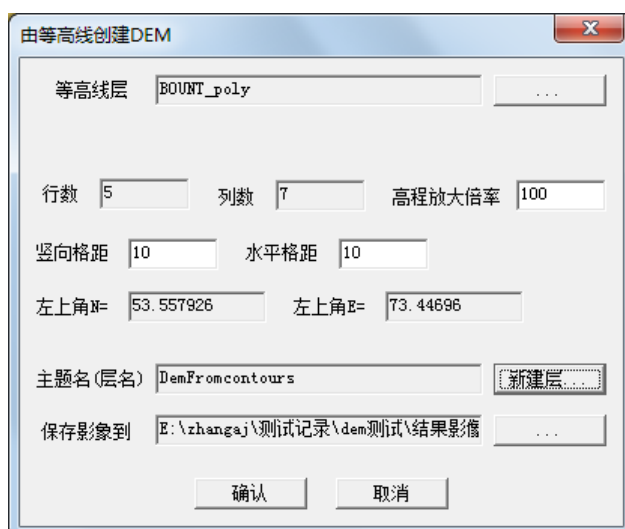 由等高线创建DEM
等高线层 BOUNT_poly ...
行数 5 列数 7 高程放大倍率 100
竖向格距 10 水平格距 10
左上角N= 53.557926 左上角E= 73.44696
主题名(层名) DemFromcontours 新建层...
保存影象到 E:\zhangaj\测试记录\dem测试\结果影像 ...
确认 取消